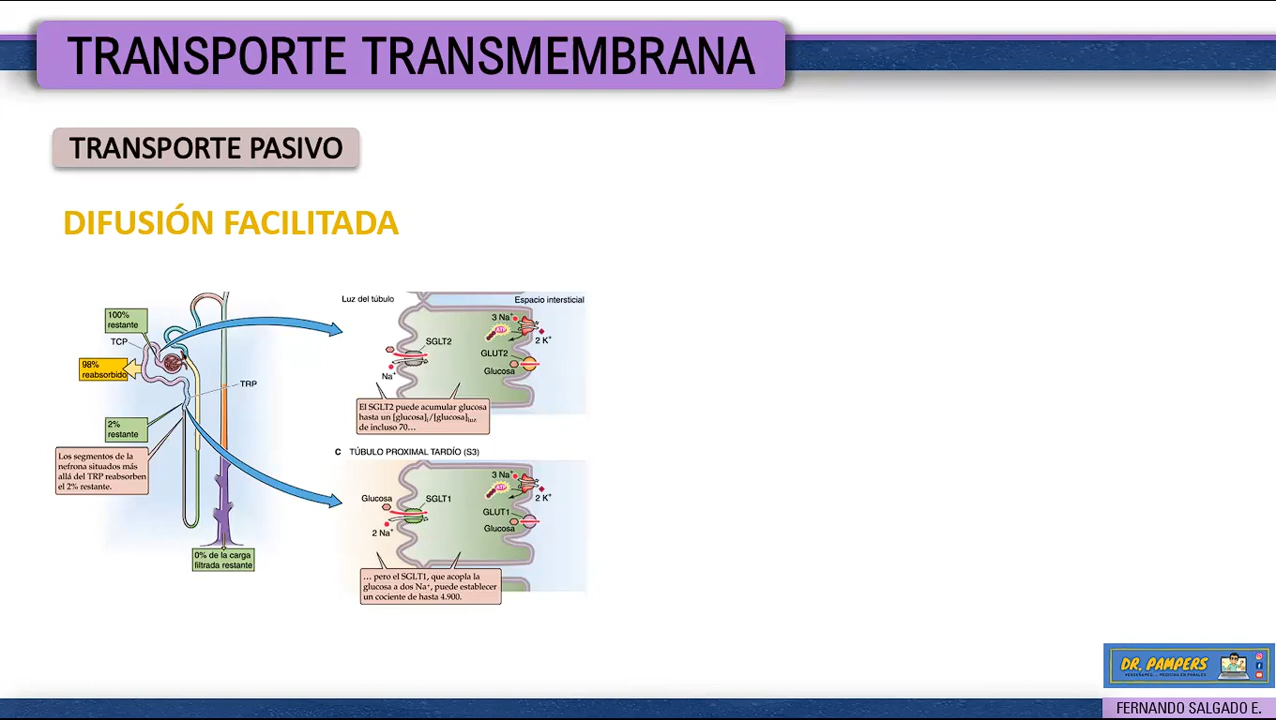 TRANSPORTE TRANSMEMBRANA
TRANSPORTE PASIVO
DIFUSIÓN FACILITADA
100%
restante
TCP
98%
reabsorbido
TRP
2%
restante
Los segmentos de la
nefrona situados más
allá del TRP reabsorben
el 2% restante.
0% de la carga
filtrada restante
Luz del túbulo
Espacio intersticial
3 Na⁺
ATP
2 K⁺
SGLT2
GLUT2
Glucosa
Na⁺
El SGLT2 puede acumular glucosa
hasta un [glucosa]i/[glucosa]luz
de incluso 70…
C TÚBULO PROXIMAL TARDÍO (S3)
3 Na⁺
ATP
2 K⁺
Glucosa
SGLT1
GLUT1
Glucosa
2 Na⁺
… pero el SGLT1, que acopla la
glucosa a dos Na⁺, puede establecer
un cociente de hasta 4.900.
DR. PAMPERS
FERNANDO SALGADO E.